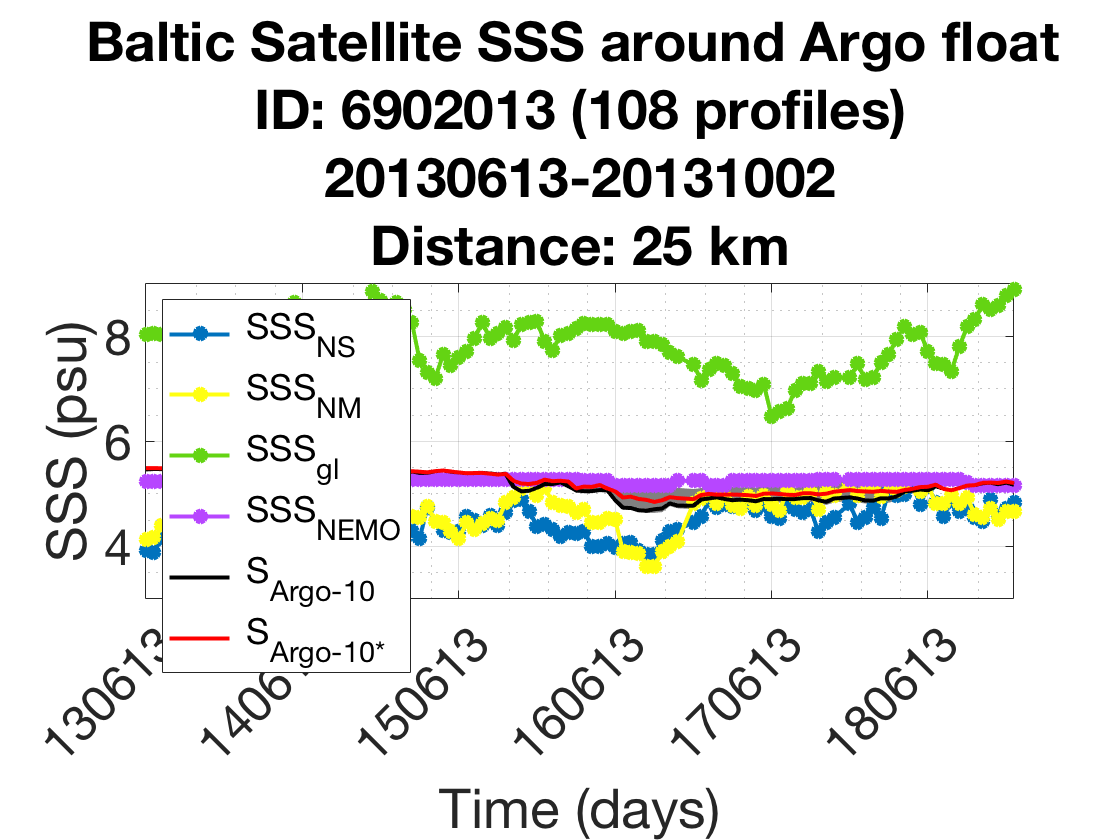 Baltic Satellite SSS around Argo float
ID: 6902013 (108 profiles)
20130613-20131002
Distance: 25 km
SSS (psu)
8
6
4
SSS_NS
SSS_NM
SSS_gl
SSS_NEMO
S_Argo-10
S_Argo-10*
130613
150613
160613
170613
180613
Time (days)